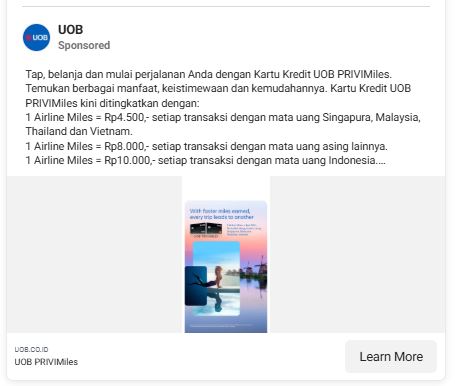 UOB
UOB
Sponsored
Tap, belanja dan mulai perjalanan Anda dengan Kartu Kredit UOB PRIVIMiles.
Temukan berbagai manfaat, keistimewaan dan kemudahannya. Kartu Kredit UOB
PRIVIMiles kini ditingkatkan dengan:
1 Airline Miles = Rp4.500,- setiap transaksi dengan mata uang Singapura, Malaysia,
Thailand dan Vietnam.
1 Airline Miles = Rp8.000,- setiap transaksi dengan mata uang asing lainnya.
1 Airline Miles = Rp10.000,- setiap transaksi dengan mata uang Indonesia....
With faster miles earned,
every trip leads to another
UOB PRIVIMILES
UOB.CO.ID
UOB PRIVIMiles
Learn More